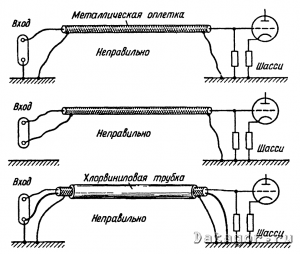 Металлическая оплетка
Вход
Неправильно
Шасси
Вход
Неправильно
Шасси
Хлорвиниловая трубка
Вход
Неправильно
Шасси